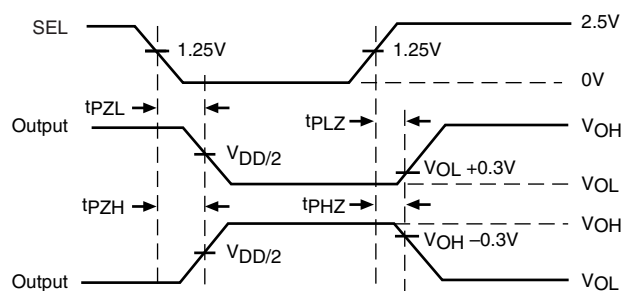 SEL
1.25V
1.25V
2.5V
0V
tPZL
tPLZ
Output
VDD/2
VOH
VOL +0.3V
VOL
tPZH
tPHZ
VOH
VOH –0.3V
VDD/2
Output
VOL